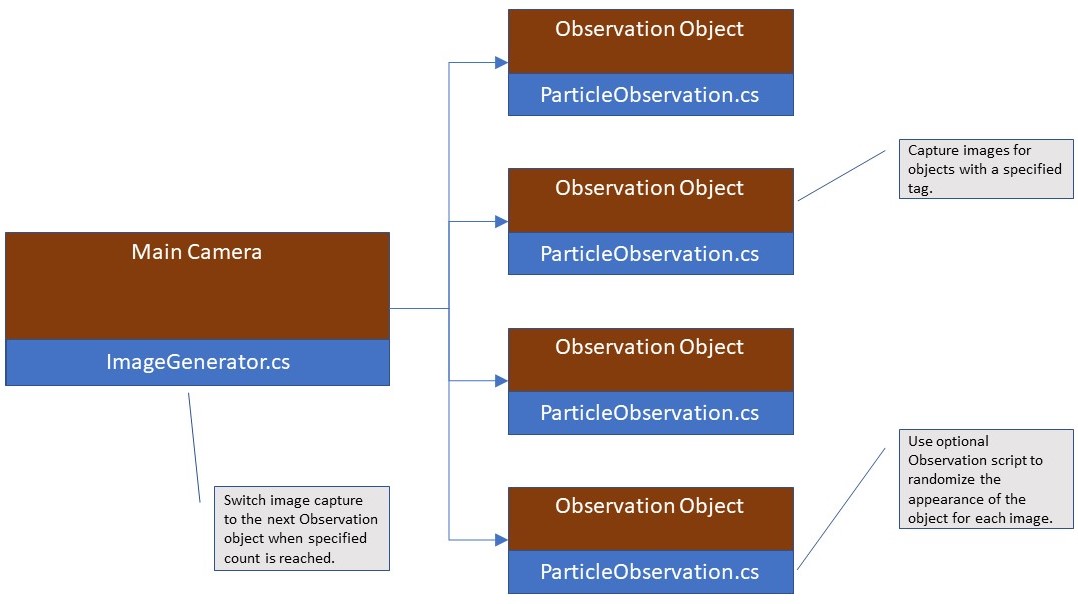 Observation Object
ParticleObservation.cs
Capture images for
objects with a specified
tag.
Observation Object
ParticleObservation.cs
Main Camera
ImageGenerator.cs
Observation Object
ParticleObservation.cs
Use optional
Observation script to
randomize the
appearance of the
object for each image.
Switch image capture
to the next Observation
object when specified
count is reached.
Observation Object
ParticleObservation.cs